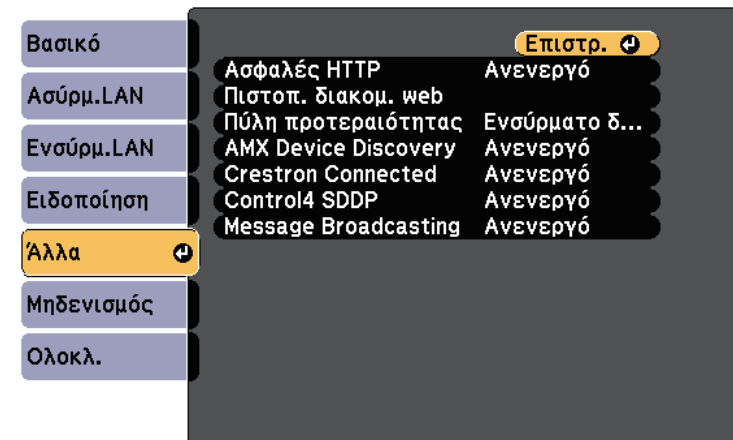 Βασικό
Ασύρμ.LAN
Ενσύρμ.LAN
Ειδοποίηση
Άλλα
Μηδενισμός
Ολοκλ.
Επιστρ.
Ασφαλές HTTP Ανενεργό
Πιστοπ. διακομ. web
Πύλη προτεραιότητας Ενσύρματο δ...
AMX Device Discovery Ανενεργό
Crestron Connected Ανενεργό
Control4 SDDP Ανενεργό
Message Broadcasting Ανενεργό